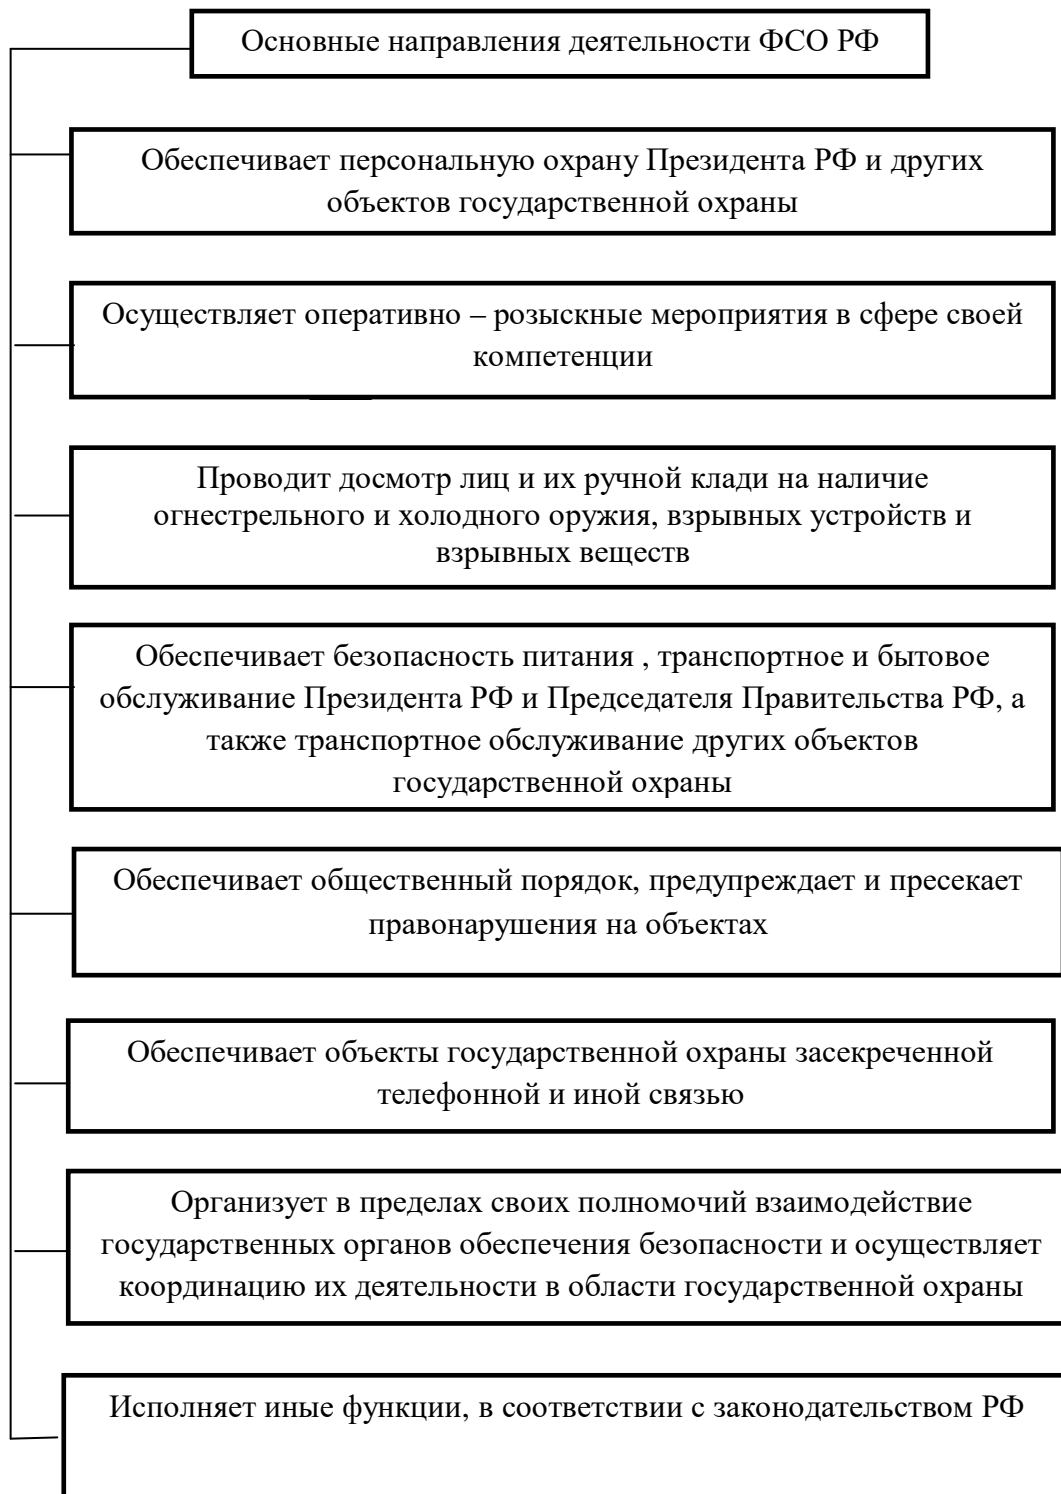 Основные направления деятельности ФСО РФ
Обеспечивает персональную охрану Президента РФ и других
объектов государственной охраны
Осуществляет оперативно – розыскные мероприятия в сфере своей
компетенции
Проводит досмотр лиц и их ручной клади на наличие
огнестрельного и холодного оружия, взрывных устройств и
взрывных веществ
Обеспечивает безопасность питания , транспортное и бытовое
обслуживание Президента РФ и Председателя Правительства РФ, а
также транспортное обслуживание других объектов
государственной охраны
Обеспечивает общественный порядок, предупреждает и пресекает
правонарушения на объектах
Обеспечивает объекты государственной охраны засекреченной
телефонной и иной связью
Организует в пределах своих полномочий взаимодействие
государственных органов обеспечения безопасности и осуществляет
координацию их деятельности в области государственной охраны
Исполняет иные функции, в соответствии с законодательством РФ